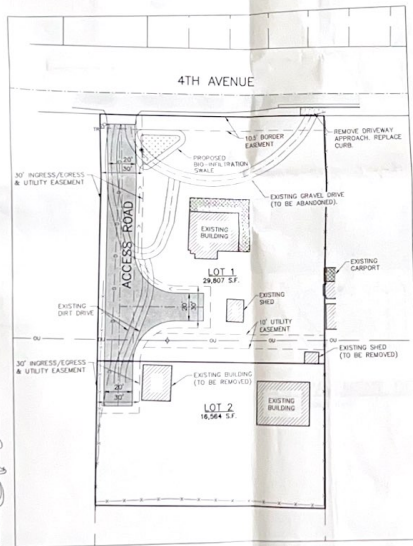 4TH AVENUE
10.5' BORDER
EASEMENT
REMOVE DRIVEWAY
APPROACH, REPLACE
CURB.
20'
30'
PROPOSED
BIO-INFILTRATION
SWALE
30' INGRESS/EGRESS
& UTILITY EASEMENT
EXISTING GRAVEL DRIVE
(TO BE ABANDONED).
ACCESS ROAD
EXISTING
BUILDING
LOT 1
29,807 S.F.
EXISTING
CARPORT
EXISTING
SHED
20'
30'
EXISTING
DIRT DRIVE
10' UTILITY
EASEMENT
OU
OU
OU
OU
OU
EXISTING SHED
(TO BE REMOVED)
30' INGRESS/EGRESS
& UTILITY EASEMENT
EXISTING BUILDING
(TO BE REMOVED)
20'
30'
LOT 2
16,564 S.F.
EXISTING
BUILDING